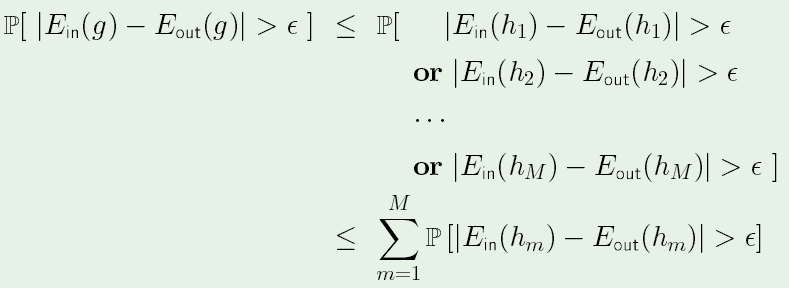 ℙ[ |E_in(g) − E_out(g)| > ϵ ] ≤ ℙ[ |E_in(h_1) − E_out(h_1)| > ϵ
or |E_in(h_2) − E_out(h_2)| > ϵ
⋯
or |E_in(h_M) − E_out(h_M)| > ϵ ]
≤ ∑_{m=1}^{M} ℙ [|E_in(h_m) − E_out(h_m)| > ϵ]